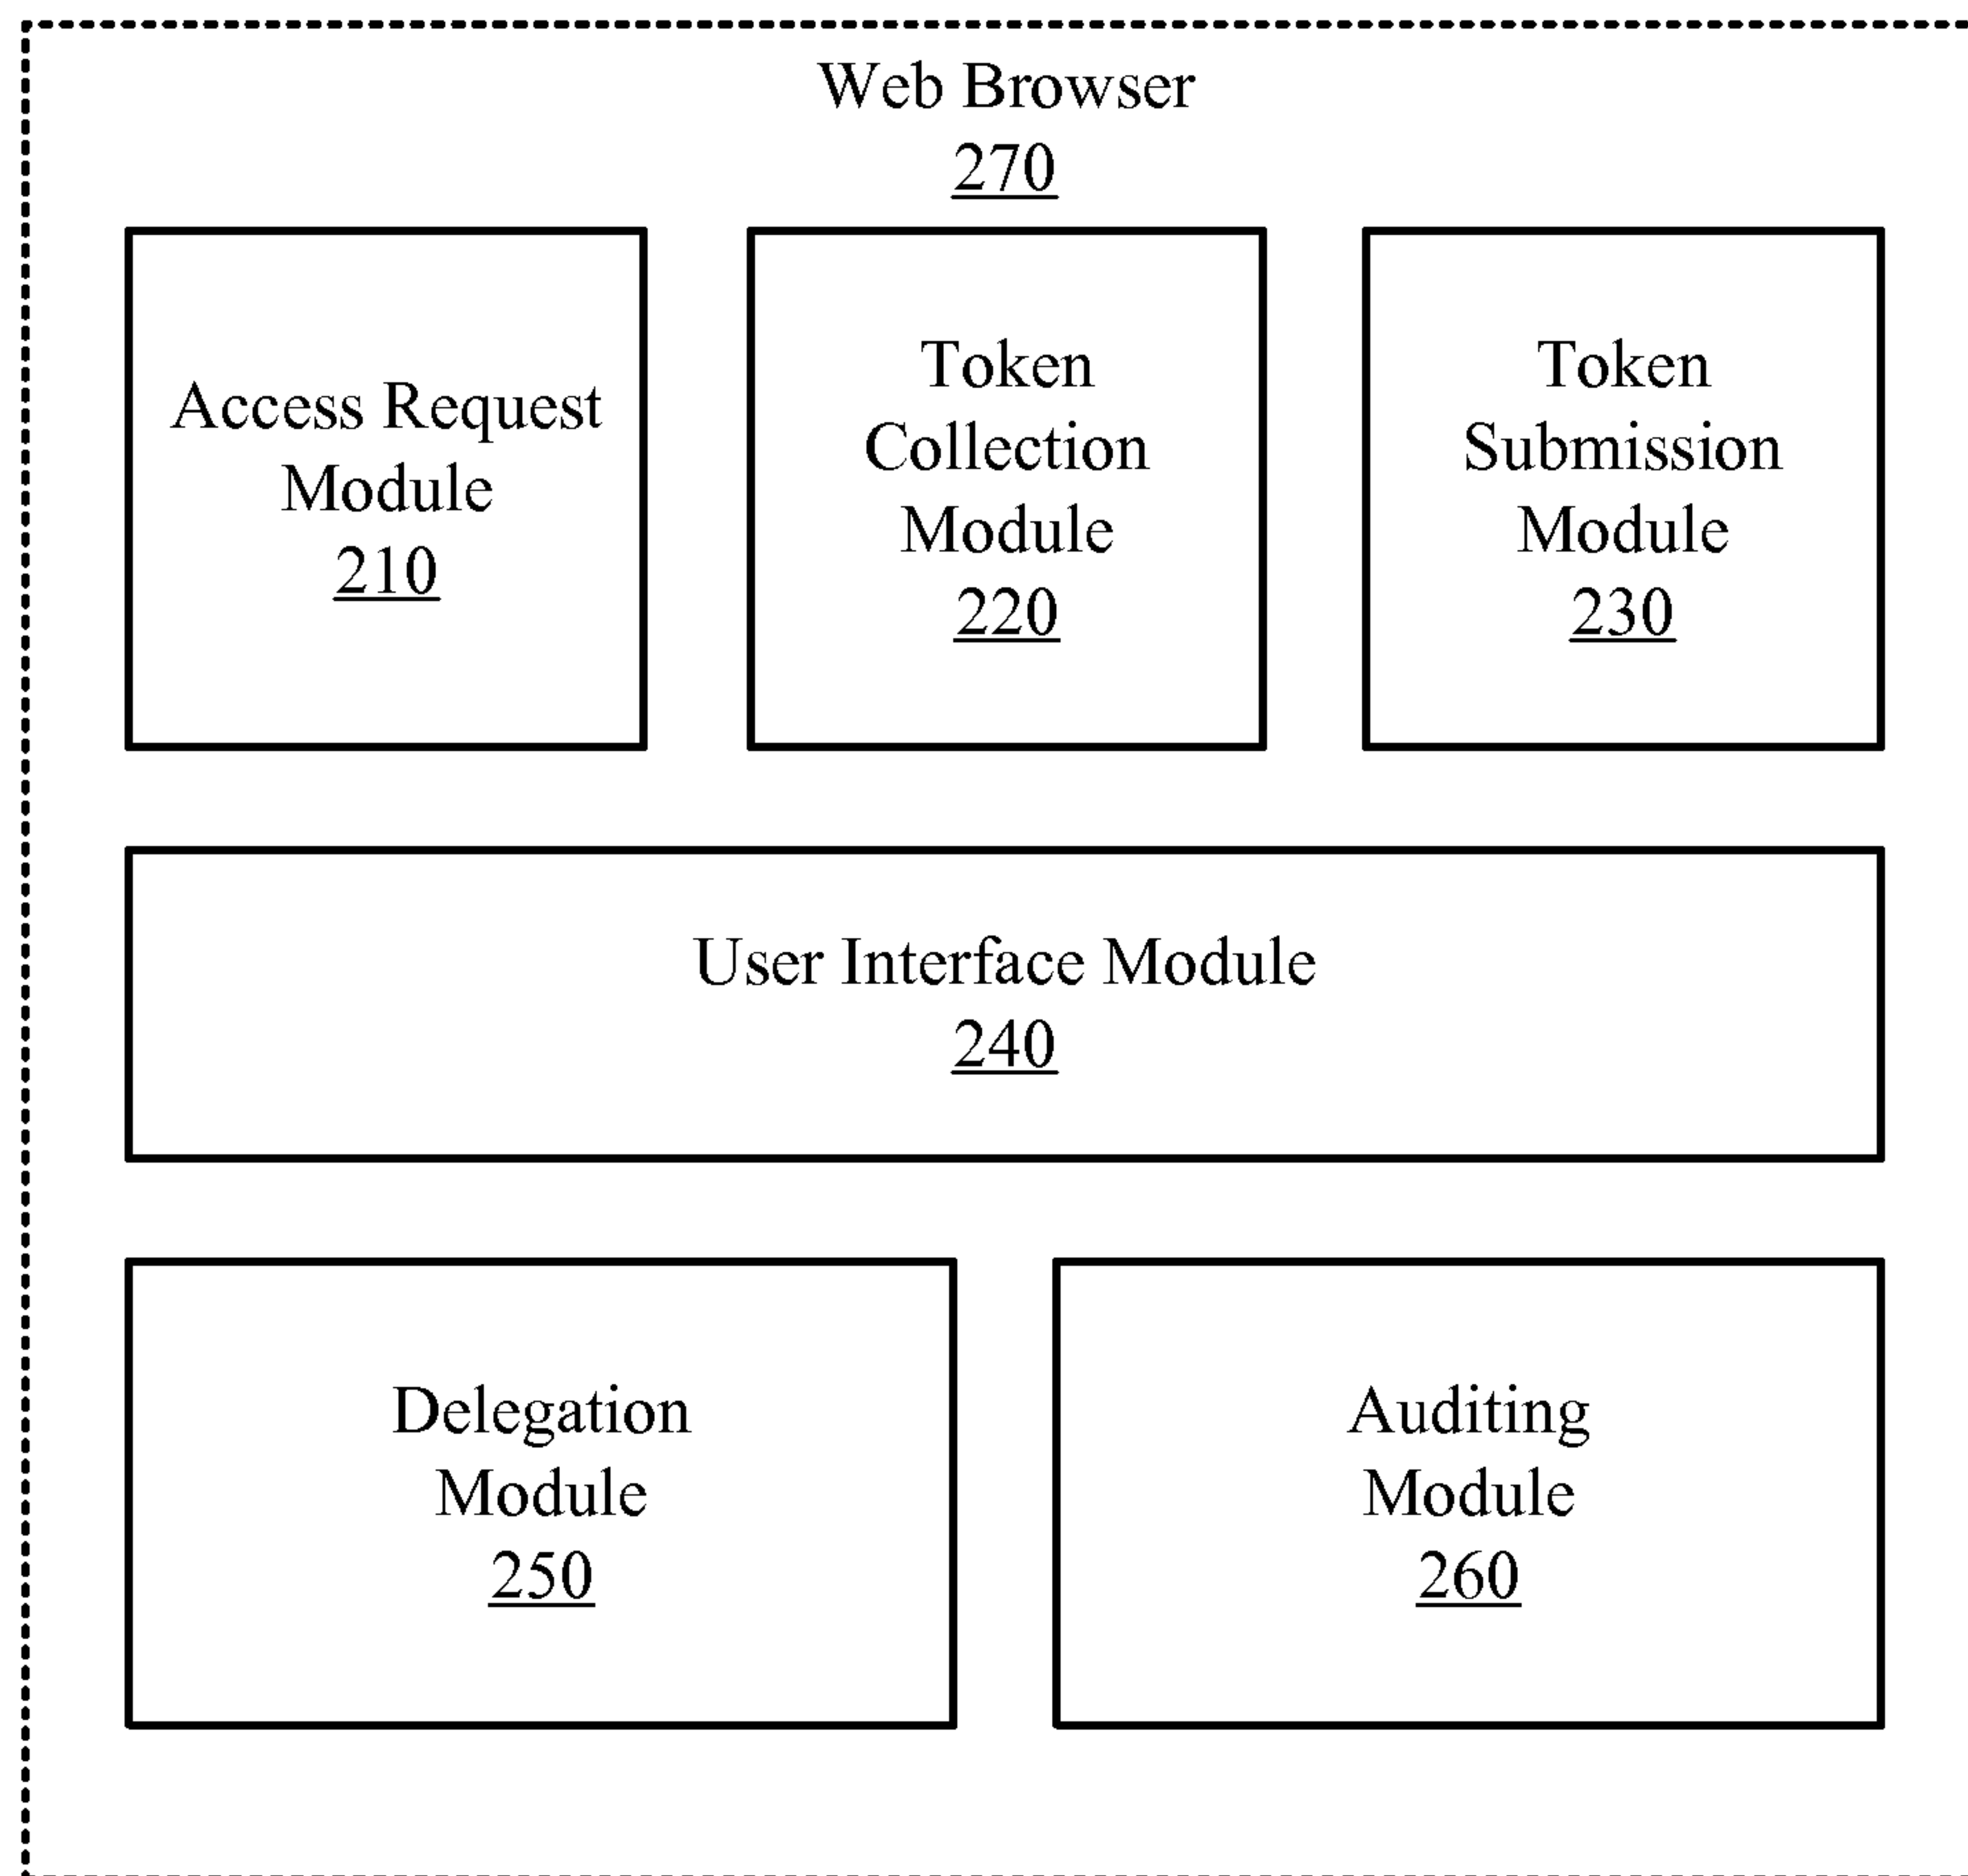 Web Browser
270
Access Request
Module
210
Token
Collection
Module
220
Token
Submission
Module
230
User Interface Module
240
Delegation
Module
250
Auditing
Module
260